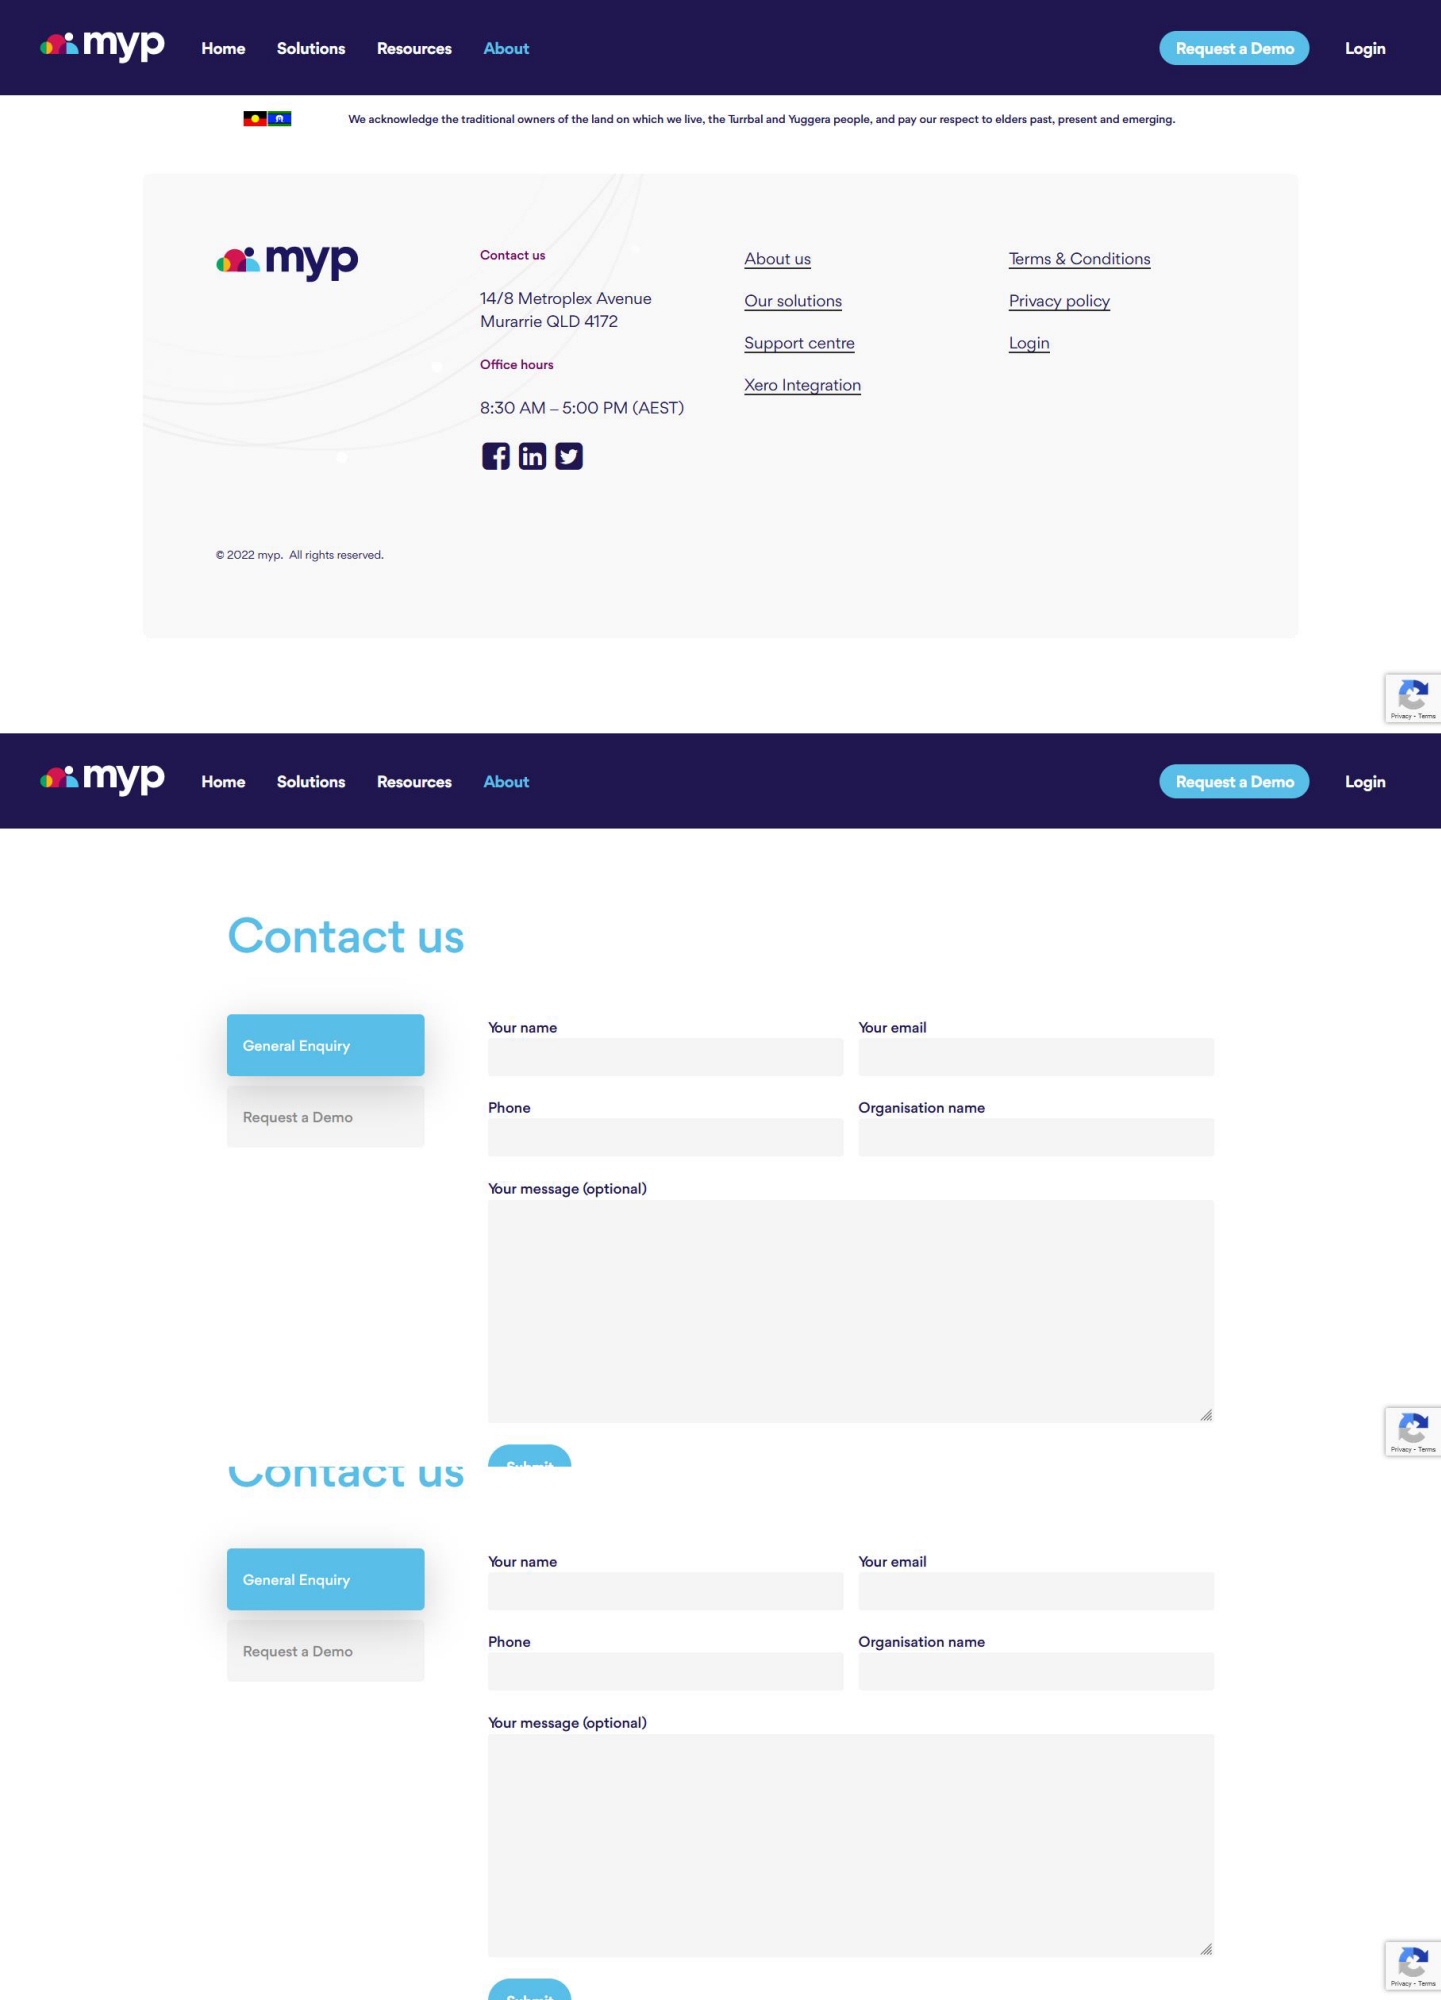 myp Home Solutions Resources About Request a Demo Login
We acknowledge the traditional owners of the land on which we live, the Turrbal and Yuggera people, and pay our respect to elders past, present and emerging.
myp
Contact us
14/8 Metroplex Avenue
Murarrie QLD 4172
Office hours
8:30 AM – 5:00 PM (AEST)
About us
Our solutions
Support centre
Xero Integration
Terms & Conditions
Privacy policy
Login
© 2022 myp. All rights reserved.
Privacy - Terms
myp Home Solutions Resources About Request a Demo Login
Contact us
General Enquiry
Request a Demo
Your name
Your email
Phone
Organisation name
Your message (optional)
Submit
Privacy - Terms
Contact us
General Enquiry
Request a Demo
Your name
Your email
Phone
Organisation name
Your message (optional)
Submit
Privacy - Terms